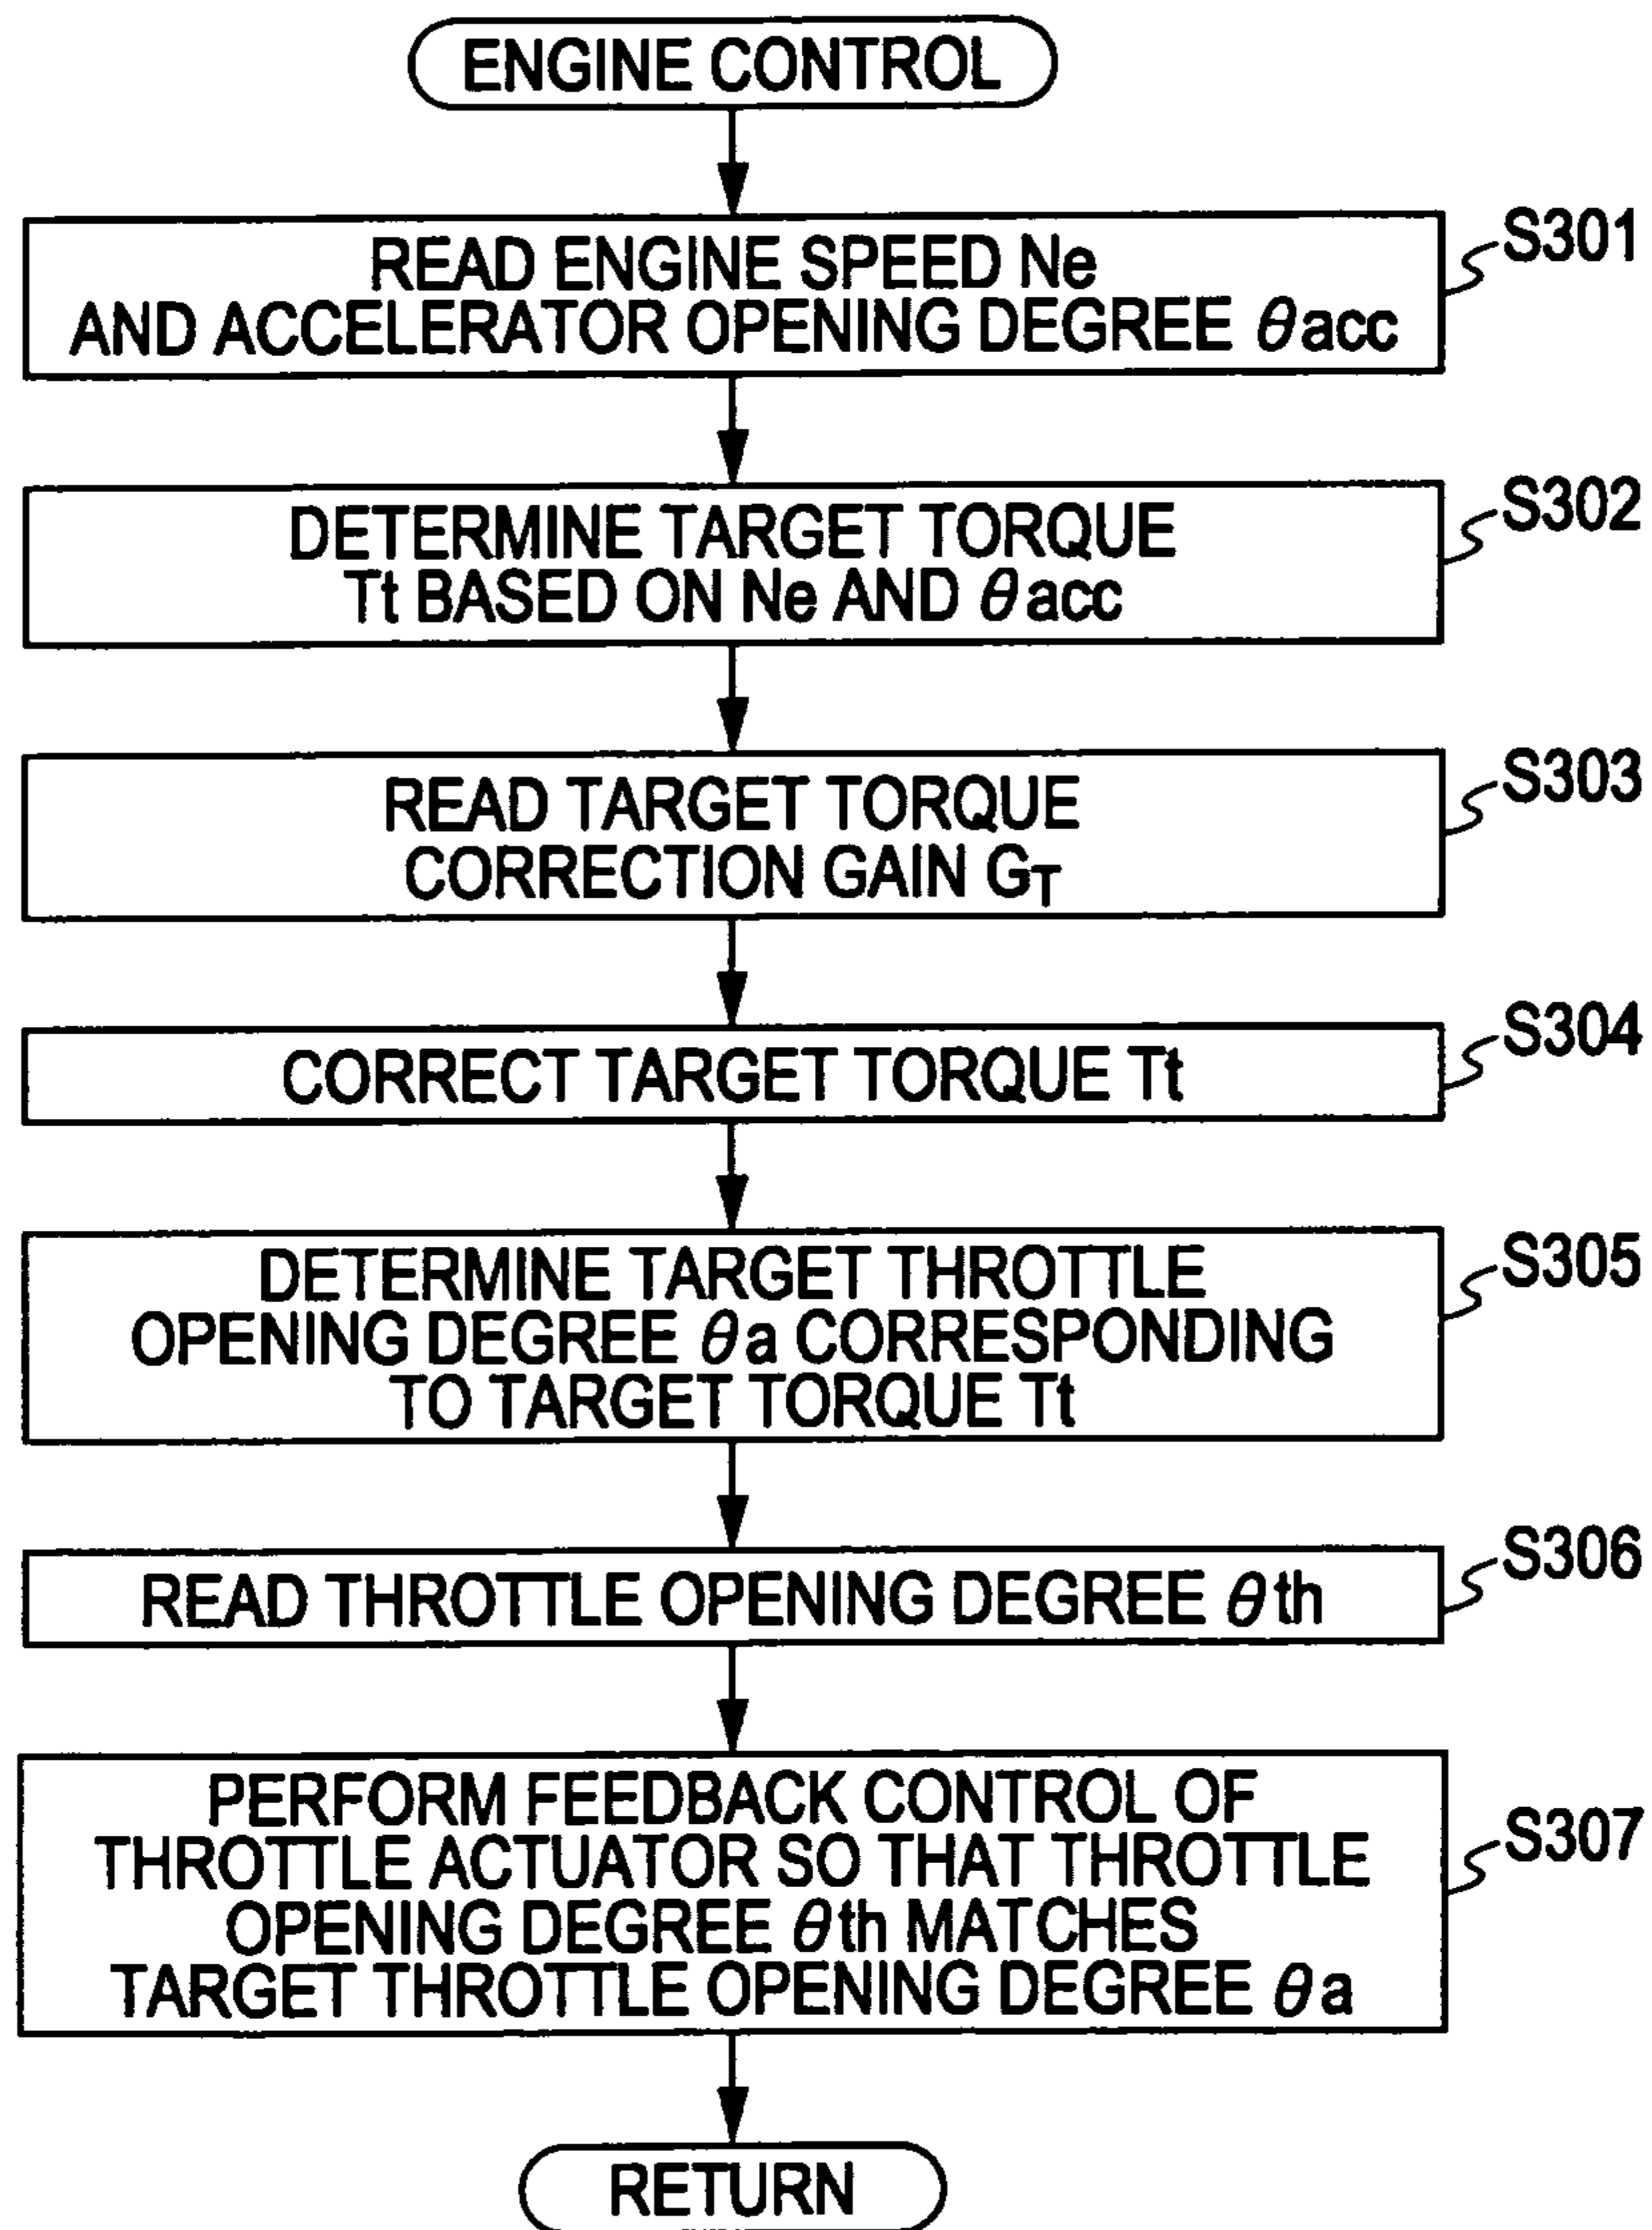 ENGINE CONTROL
READ ENGINE SPEED Ne
AND ACCELERATOR OPENING DEGREE θacc
S301
DETERMINE TARGET TORQUE
Tt BASED ON Ne AND θacc
S302
READ TARGET TORQUE
CORRECTION GAIN GT
S303
CORRECT TARGET TORQUE Tt
S304
DETERMINE TARGET THROTTLE
OPENING DEGREE θa CORRESPONDING
TO TARGET TORQUE Tt
S305
READ THROTTLE OPENING DEGREE θth
S306
PERFORM FEEDBACK CONTROL OF
THROTTLE ACTUATOR SO THAT THROTTLE
OPENING DEGREE θth MATCHES
TARGET THROTTLE OPENING DEGREE θa
S307
RETURN